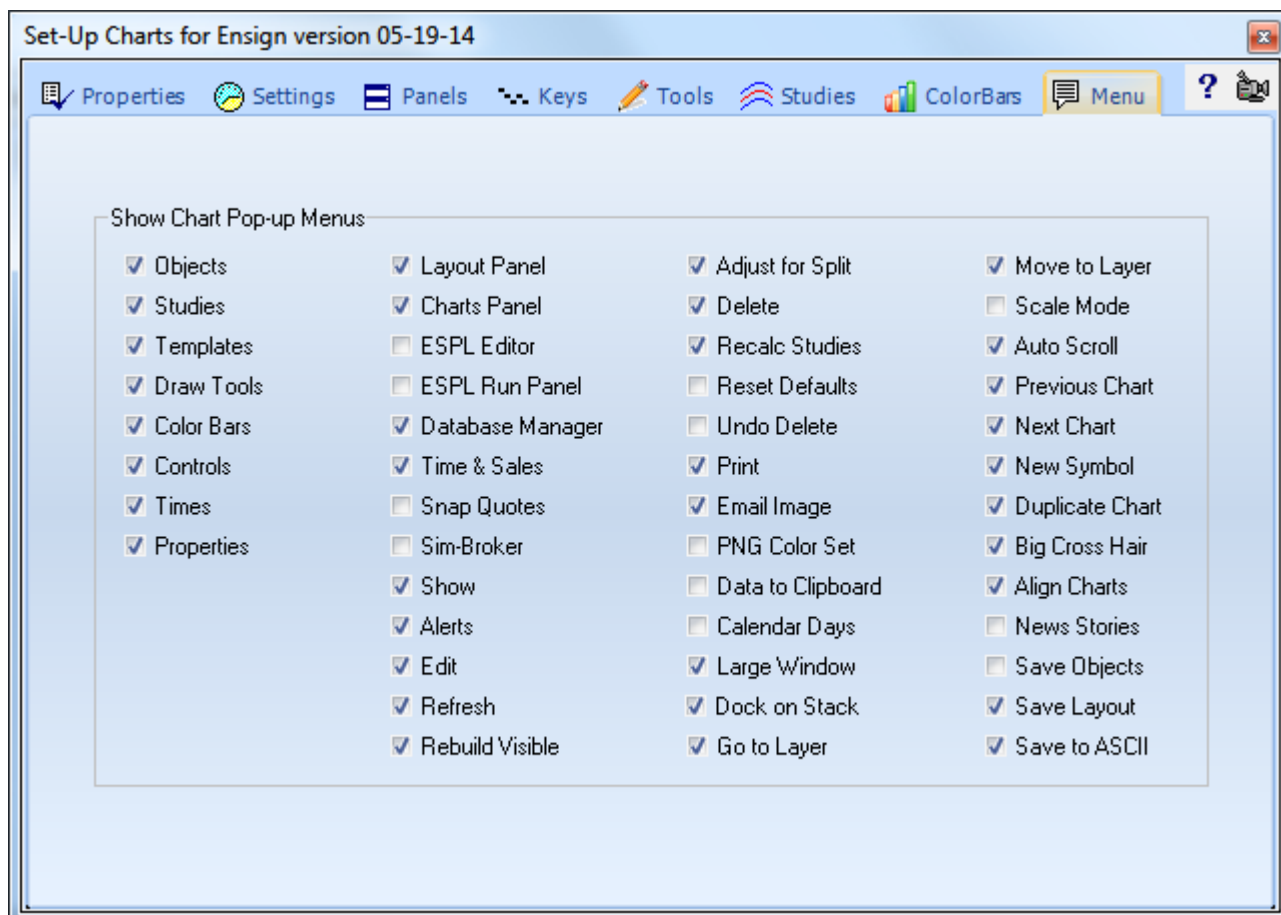 Set-Up Charts for Ensign version 05-19-14
Properties Settings Panels Keys Tools Studies ColorBars Menu ?
Show Chart Pop-up Menus
Objects Layout Panel Adjust for Split Move to Layer
Studies Charts Panel Delete Scale Mode
Templates ESPL Editor Recalc Studies Auto Scroll
Draw Tools ESPL Run Panel Reset Defaults Previous Chart
Color Bars Database Manager Undo Delete Next Chart
Controls Time & Sales Print New Symbol
Times Snap Quotes Email Image Duplicate Chart
Properties Sim-Broker PNG Color Set Big Cross Hair
Show Data to Clipboard Align Charts
Alerts Calendar Days News Stories
Edit Large Window Save Objects
Refresh Dock on Stack Save Layout
Rebuild Visible Go to Layer Save to ASCII